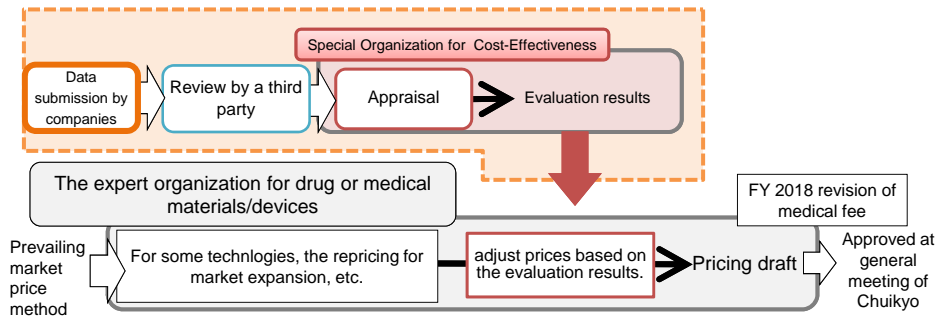 Special Organization for Cost-Effectiveness
Data
submission by
companies
Review by a third
party
Appraisal
Evaluation results
The expert organization for drug or medical
materials/devices
FY 2018 revision of
medical fee
Prevailing
market
price
method
For some technlogies, the repricing for
market expansion, etc.
adjust prices based on
the evaluation results.
Pricing draft
Approved at
general
meeting of
Chuikyo